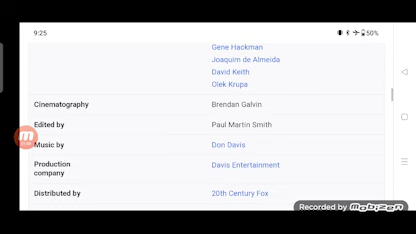 9:25
50%
Gene Hackman
Joaquim de Almeida
David Keith
Olek Krupa
Cinematography Brendan Galvin
Edited by Paul Martin Smith
Music by Don Davis
Production company Davis Entertainment
Distributed by 20th Century Fox
Recorded by Mobizen